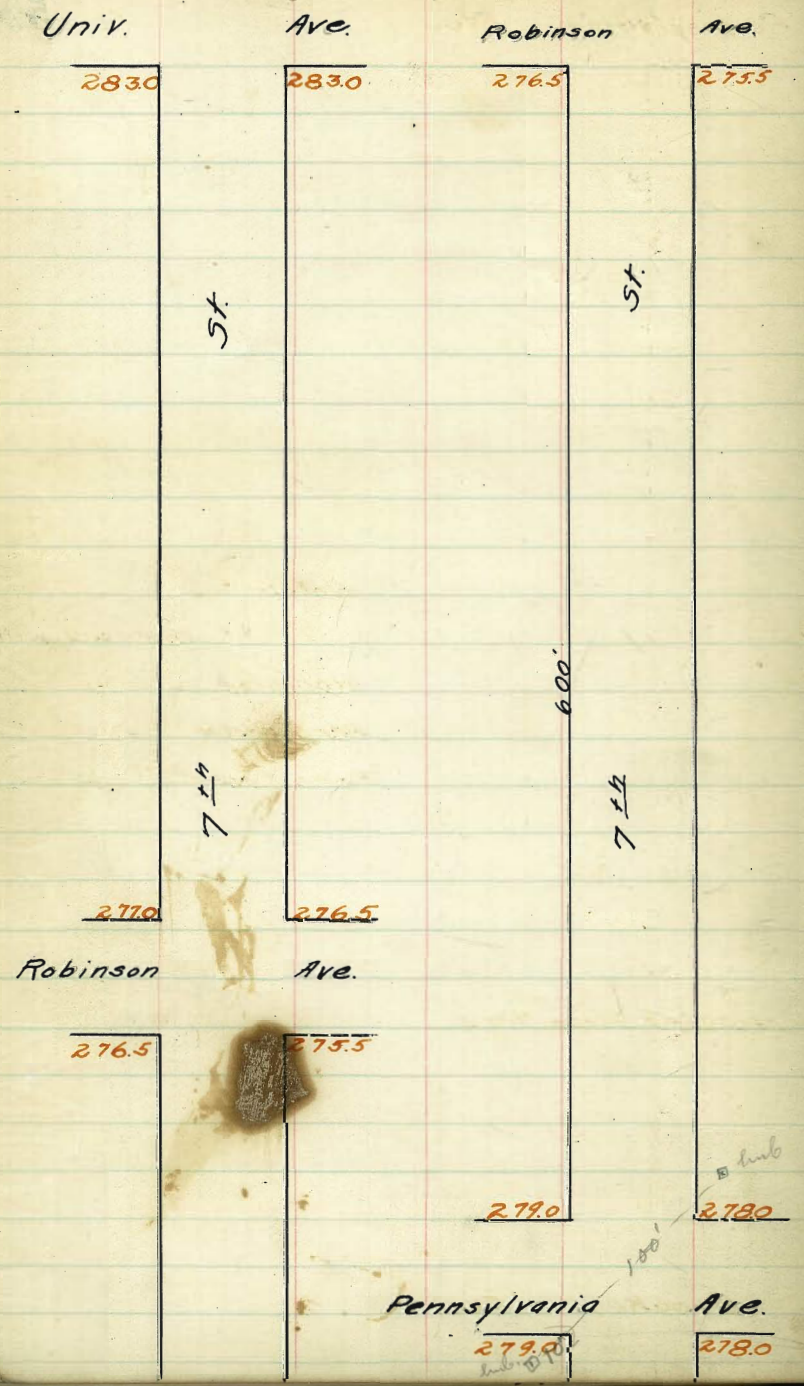 Univ. Ave.
283.0 283.0
St.
7th
277.0 276.5
Robinson Ave.
276.5 275.5
Robinson Ave.
276.5 275.5
St.
600'
7th
hub
279.0 278.0
100'
Pennsylvania Ave.
279.0 278.0
hub